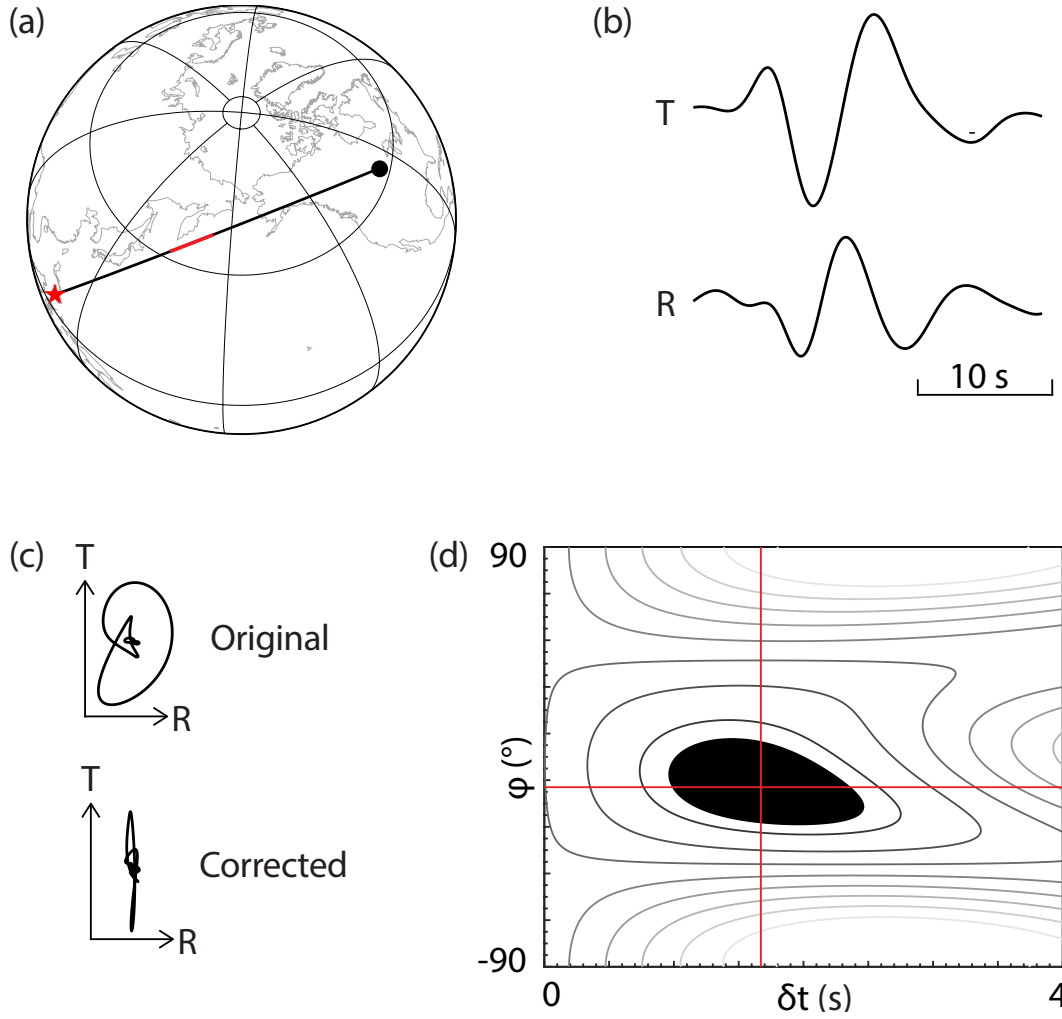 (a)
(b)
T
R
10 s
(c)
T
Original
R
T
Corrected
R
(d)
90
φ (°)
-90
0
δt (s)
4